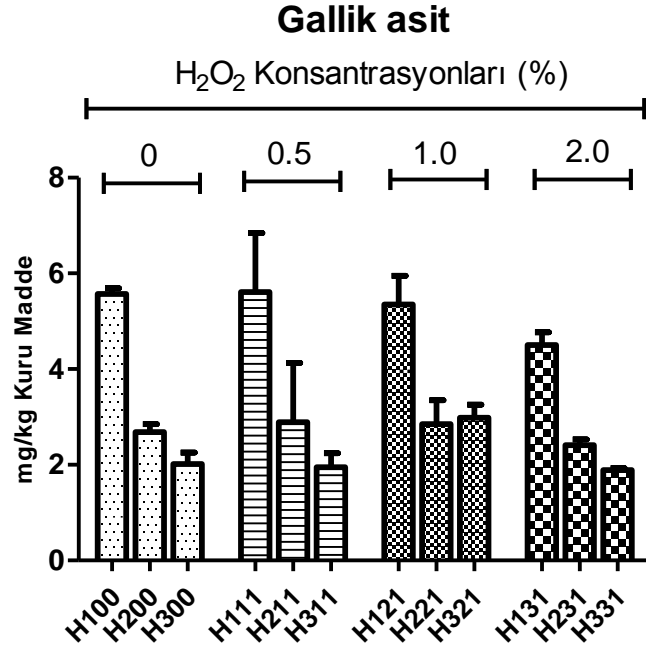 Gallik asit
H₂O₂ Konsantrasyonları (%)
0 0.5 1.0 2.0
mg/kg Kuru Madde
8
6
4
2
0
H100 H200 H300 H111 H211 H311 H121 H221 H321 H131 H231 H331